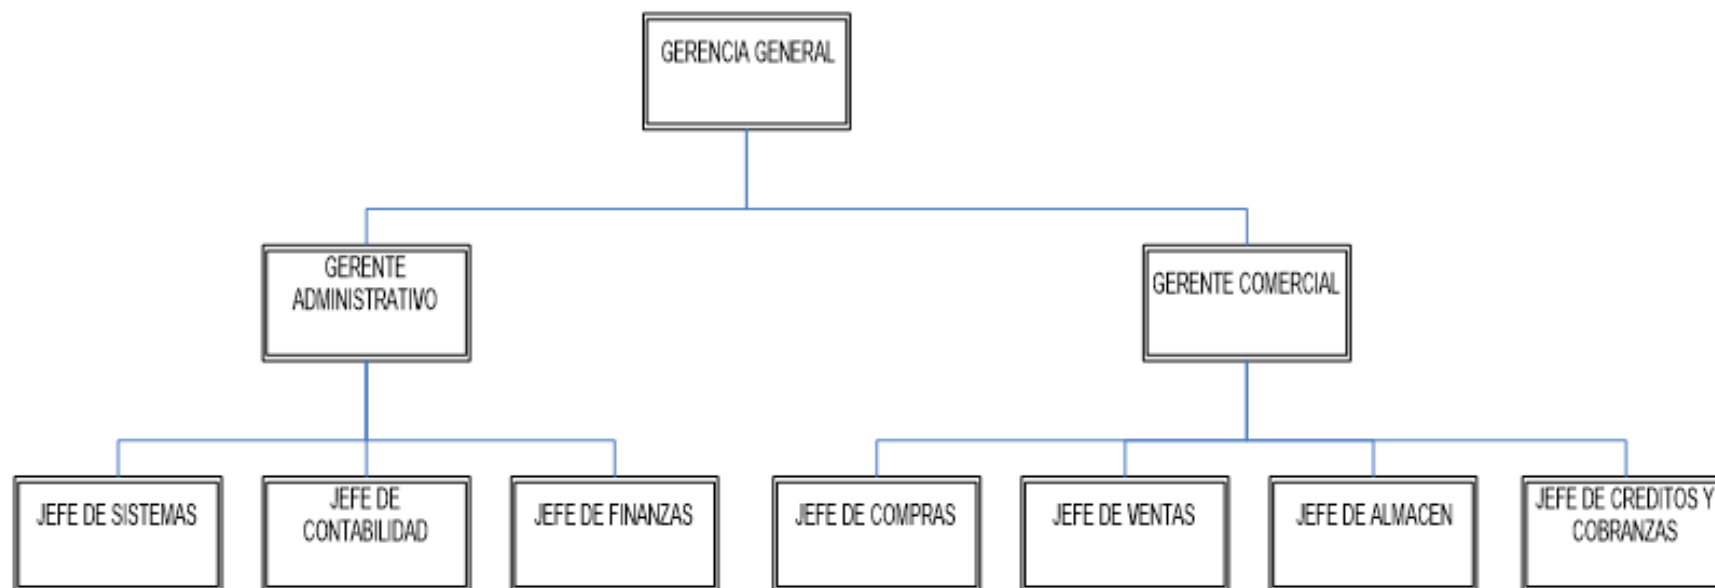 GERENCIA GENERAL
GERENTE
ADMINISTRATIVO
GERENTE COMERCIAL
JEFE DE SISTEMAS
JEFE DE
CONTABILIDAD
JEFE DE FINANZAS
JEFE DE COMPRAS
JEFE DE VENTAS
JEFE DE ALMACEN
JEFE DE CREDITOS Y
COBRANZAS